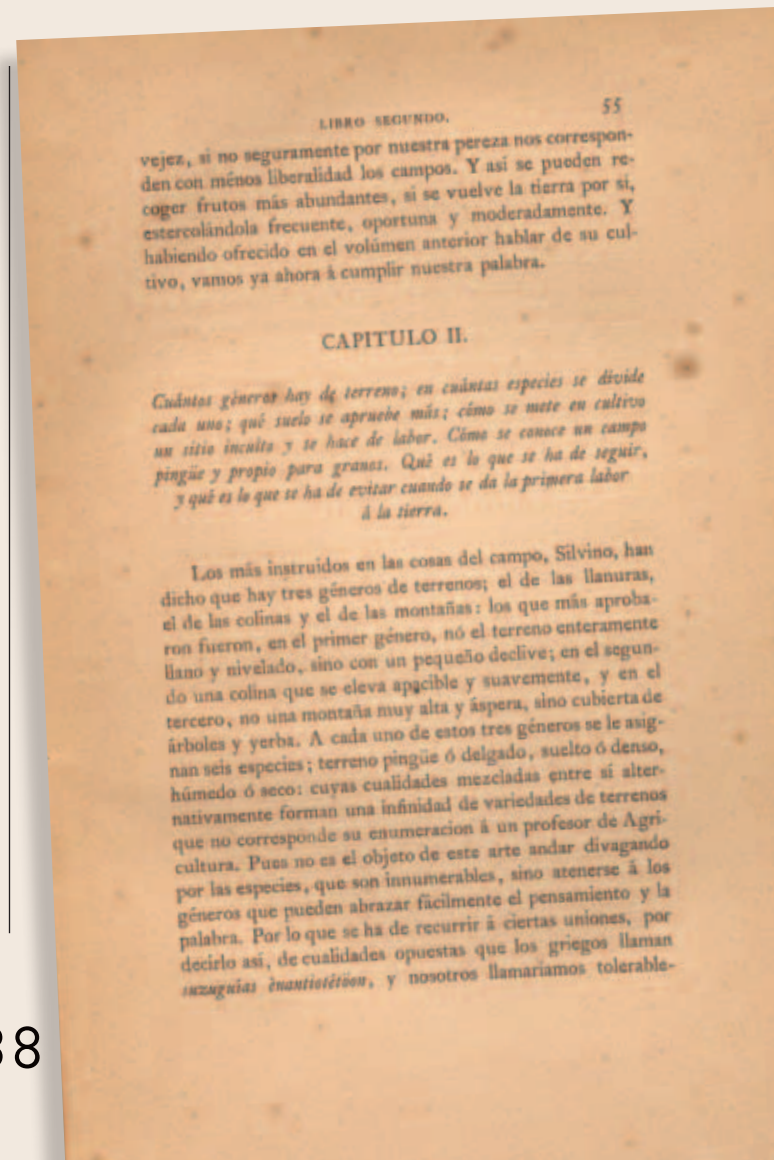 LIBRO SEGUNDO.
55
vejez, si no seguramente por nuestra pereza nos correspon-
den con ménos liberalidad los campos. Y asi se pueden re-
coger frutos más abundantes, si se vuelve la tierra por si,
estercolándola frecuente, oportuna y moderadamente. Y
habiendo ofrecido en el volúmen anterior hablar de su cul-
tivo, vamos ya ahora á cumplir nuestra palabra.
CAPITULO II.
Cuántos géneros hay de terreno; en cuántas especies se divide
cada uno; qué suelo se apruebe más; cómo se mete en cultivo
un sitio inculto y se hace de labor. Cómo se conoce un campo
pingüe y propio para granos. Qué es lo que se ha de seguir,
y qué es lo que se ha de evitar cuando se da la primera labor
á la tierra.
Los más instruidos en las cosas del campo, Silvino, han
dicho que hay tres géneros de terrenos; el de las llanuras,
el de las colinas y el de las montañas: los que más aproba-
ron fueron, en el primer género, nó el terreno enteramente
llano y nivelado, sino con un pequeño declive; en el segun-
do una colina que se eleva apacible y suavemente, y en el
tercero, no una montaña muy alta y áspera, sino cubierta de
árboles y yerba. A cada uno de estos tres géneros se le asig-
nan seis especies; terreno pingüe ó delgado, suelto ó denso,
húmedo ó seco: cuyas cualidades mezcladas entre sí alter-
nativamente forman una infinidad de variedades de terrenos
que no corresponde su enumeracion á un profesor de Agri-
cultura. Pues no es el objeto de este arte andar divagando
por las especies, que son innumerables, sino atenerse á los
géneros que pueden abrazar fácilmente el pensamiento y la
palabra. Por lo que se ha de recurrir á ciertas uniones, por
decirlo asi, de cualidades opuestas que los griegos llaman
suzuguías ènantiotétöon, y nosotros llamariamos tolerable-
38